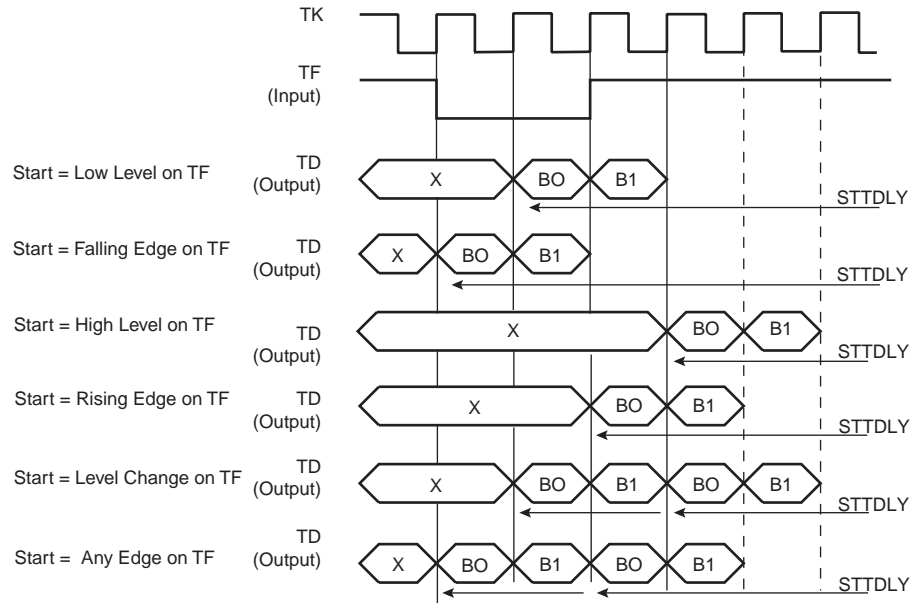 TK
TF
(Input)
Start = Low Level on TF
TD
(Output)
X
BO
B1
STTDLY
Start = Falling Edge on TF
TD
(Output)
X
BO
B1
STTDLY
Start = High Level on TF
TD
(Output)
X
BO
B1
STTDLY
Start = Rising Edge on TF
TD
(Output)
X
BO
B1
STTDLY
Start = Level Change on TF
TD
(Output)
X
BO
B1
BO
B1
STTDLY
Start = Any Edge on TF
TD
(Output)
X
BO
B1
BO
B1
STTDLY